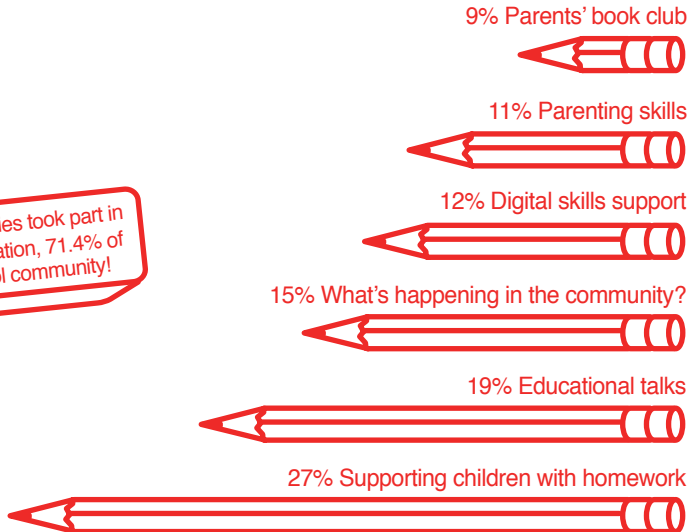 9% Parents' book club
11% Parenting skills
12% Digital skills support
took part in
71.4% of
community!
15% What's happening in the community?
19% Educational talks
27% Supporting children with homework